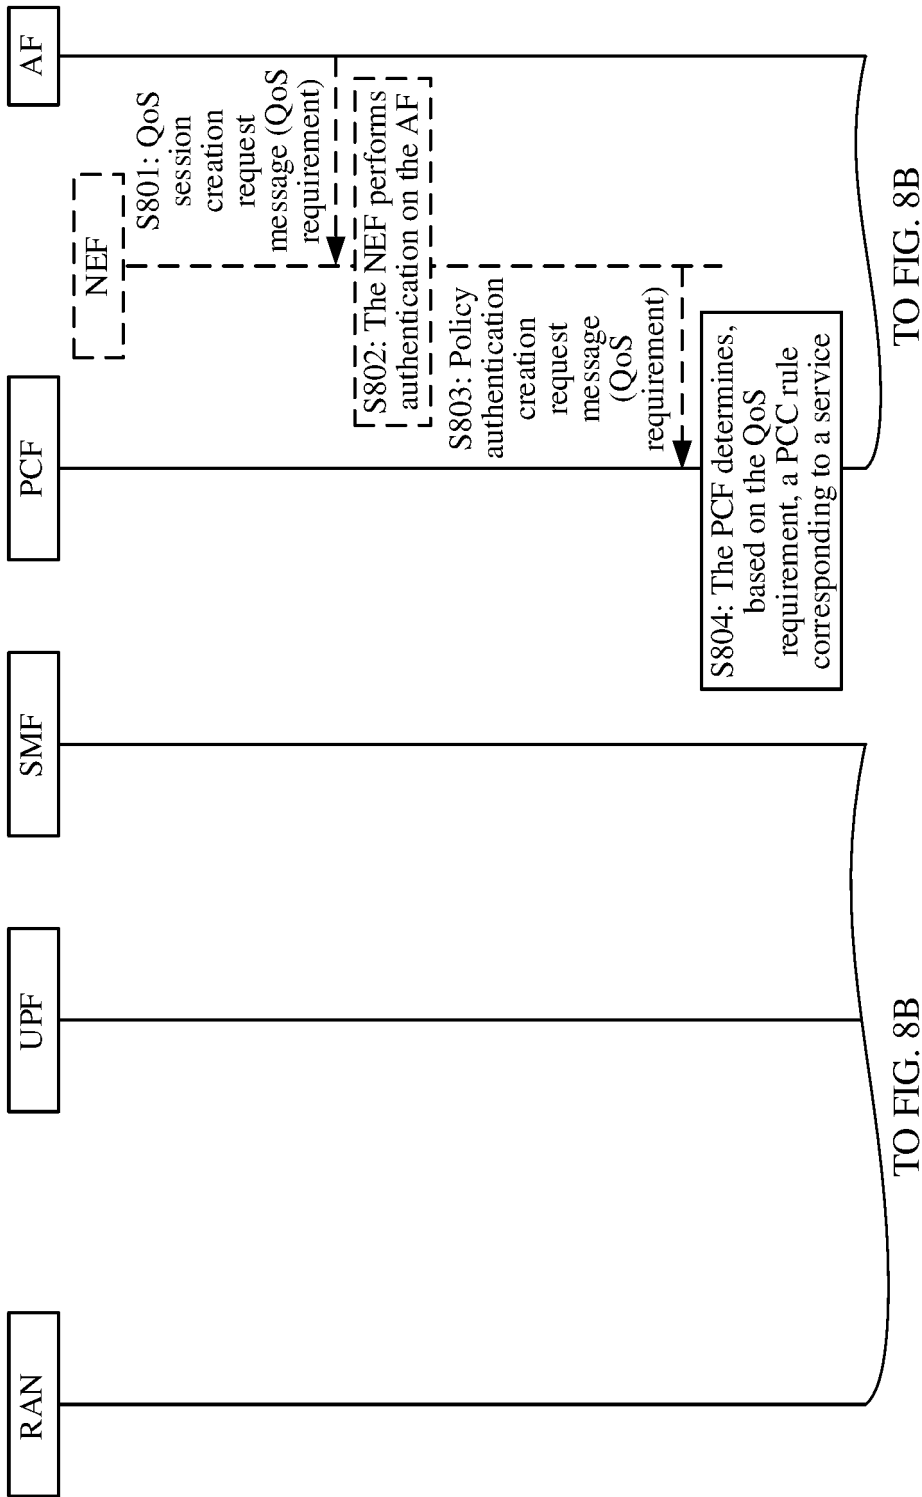 RAN
UPF
SMF
PCF
NEF
AF
S801: QoS
session
creation
request
message (QoS
requirement)
S802: The NEF performs
authentication on the AF
S803: Policy
authentication
creation
request
message
(QoS
requirement)
S804: The PCF determines,
based on the QoS
requirement, a PCC rule
corresponding to a service
TO FIG. 8B
TO FIG. 8B